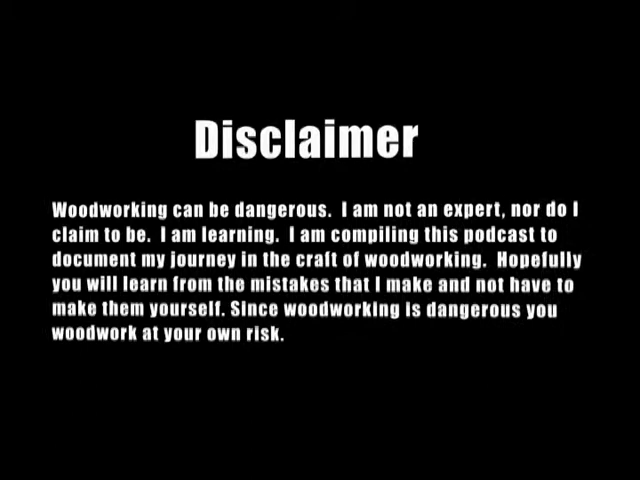 Disclaimer
Woodworking can be dangerous.  I am not an expert, nor do I
claim to be.  I am learning.  I am compiling this podcast to
document my journey in the craft of woodworking.  Hopefully
you will learn from the mistakes that I make and not have to
make them yourself. Since woodworking is dangerous you
woodwork at your own risk.